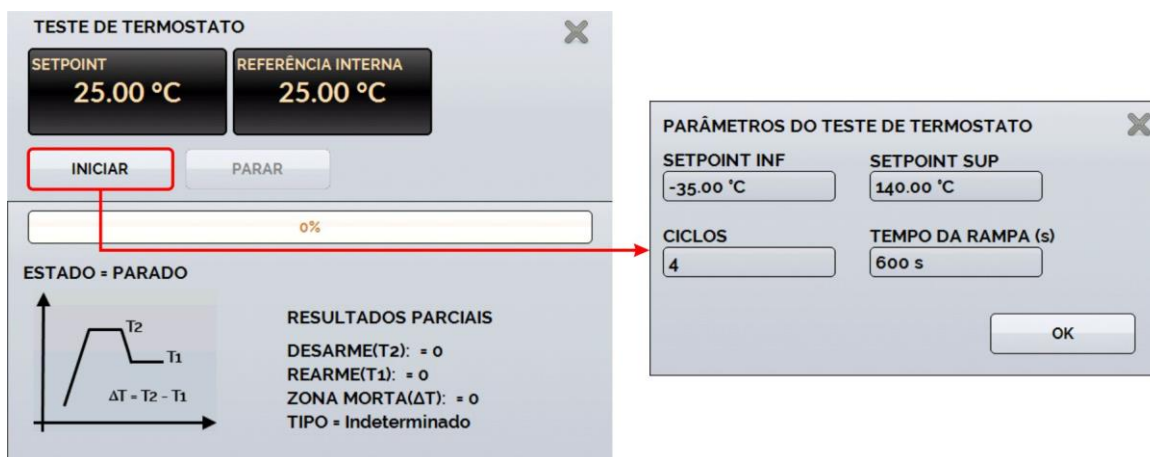 TESTE DE TERMOSTATO
SETPOINT
25.00 °C
REFERÊNCIA INTERNA
25.00 °C
INICIAR
PARAR
0%
ESTADO = PARADO
T2
T1
ΔT = T2 - T1
RESULTADOS PARCIAIS
DESARME(T2): = 0
REARME(T1): = 0
ZONA MORTA(ΔT): = 0
TIPO = Indeterminado
PARÂMETROS DO TESTE DE TERMOSTATO
SETPOINT INF
-35.00 °C
SETPOINT SUP
140.00 °C
CICLOS
4
TEMPO DA RAMPA (s)
600 s
OK